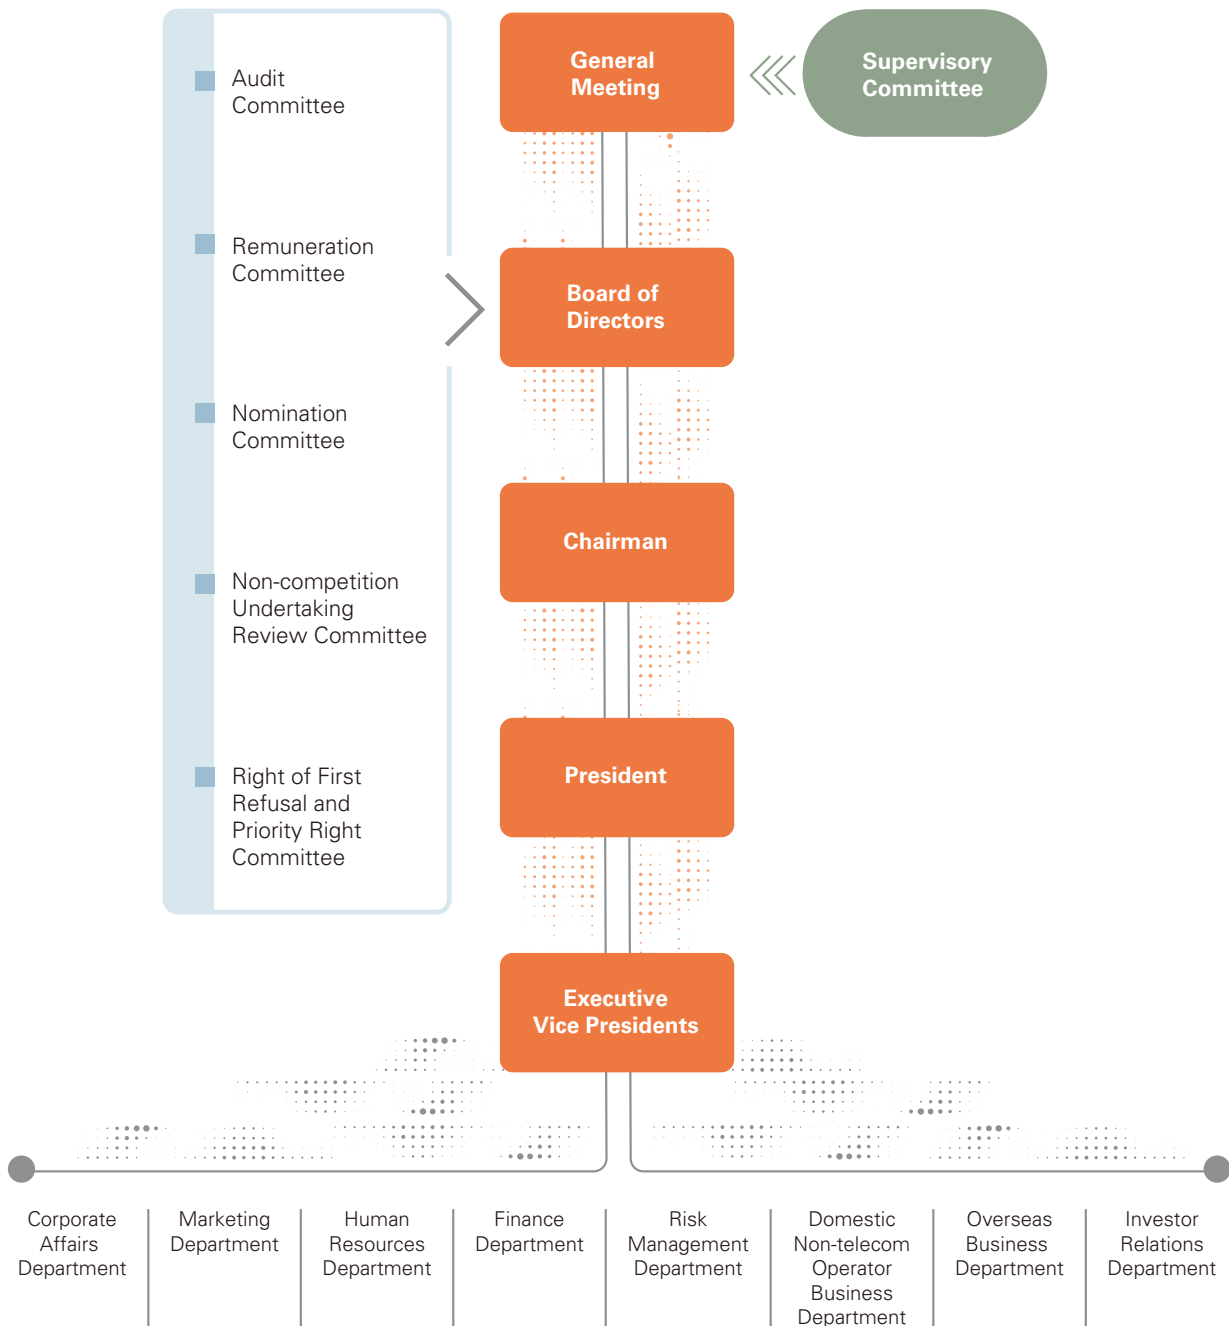 Audit
Committee
Remuneration
Committee
Nomination
Committee
Non-competition
Undertaking
Review Committee
Right of First
Refusal and
Priority Right
Committee
General
Meeting
Supervisory
Committee
Board of
Directors
Chairman
President
Executive
Vice Presidents
Corporate
Affairs
Department
Marketing
Department
Human
Resources
Department
Finance
Department
Risk
Management
Department
Domestic
Non-telecom
Operator
Business
Department
Overseas
Business
Department
Investor
Relations
Department